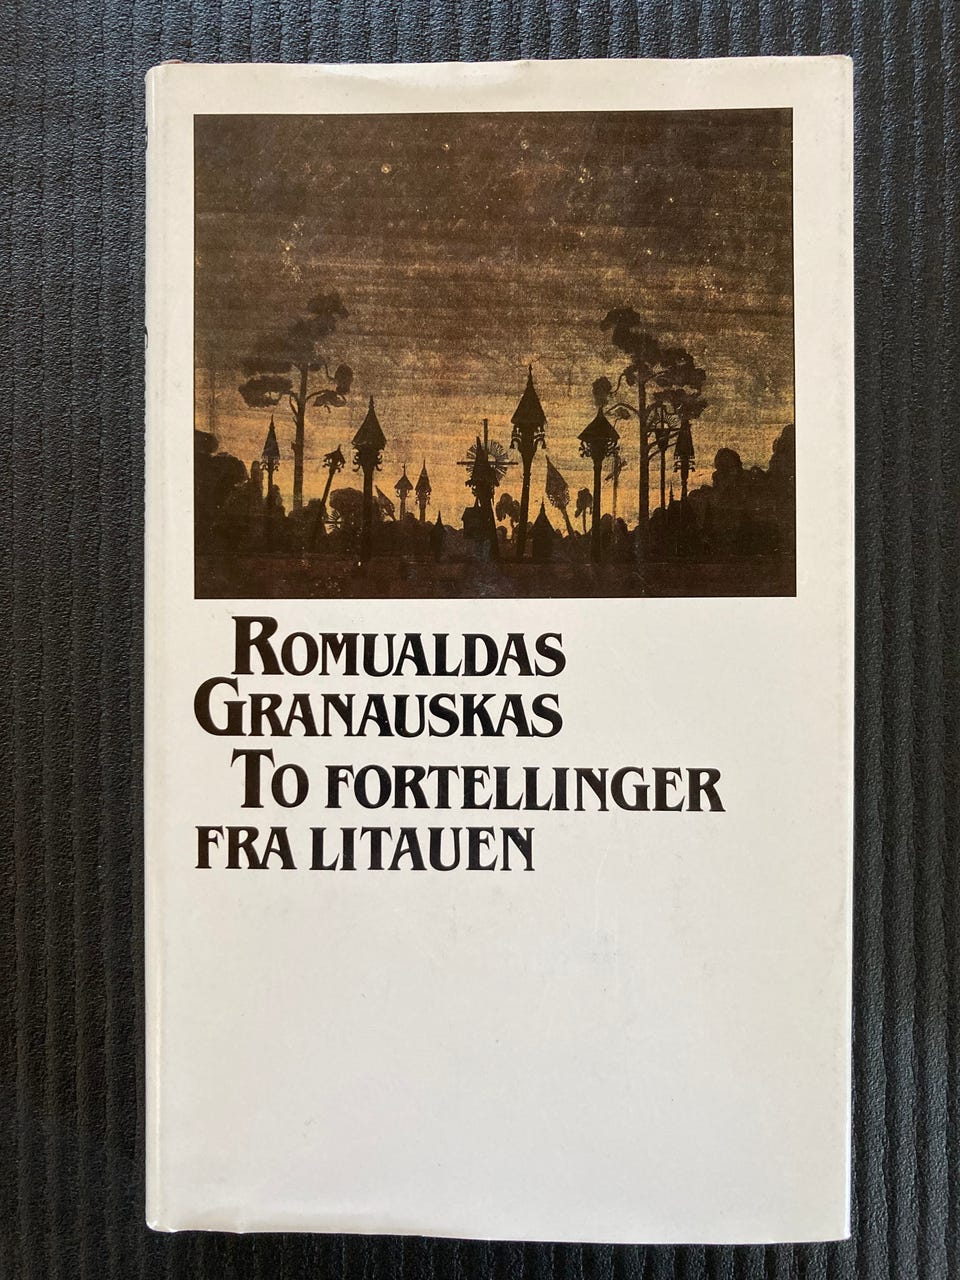 ROMUALDAS
GRANAUSKAS
TO FORTELLINGER
FRA LITAUEN